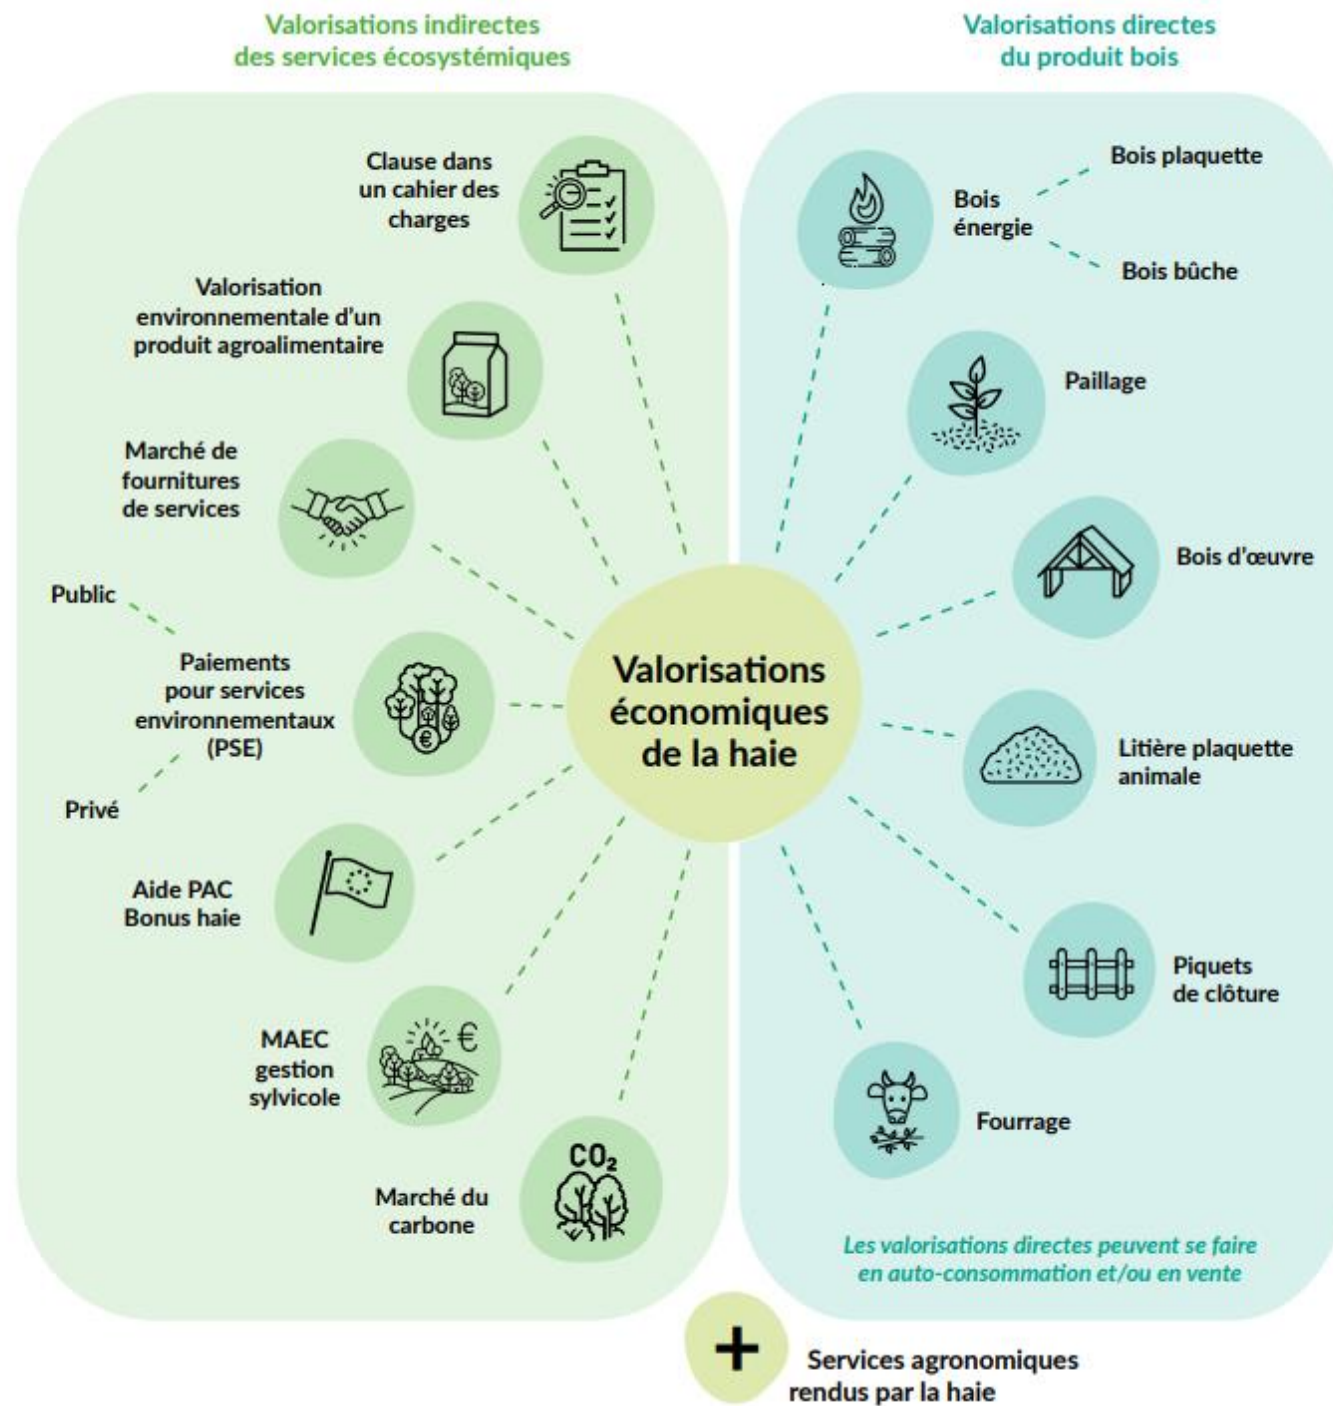 Valorisations indirectes
des services écosystémiques
Clause dans
un cahier des
charges
Valorisation
environnementale d'un
produit agroalimentaire
Marché de
fournitures
de services
Public
Paiements
pour services
environnementaux
(PSE)
€
Privé
Aide PAC
Bonus haie
MAEC
gestion
sylvicole
€
Marché du
carbone
CO₂
Valorisations
économiques
de la haie
Valorisations directes
du produit bois
Bois
énergie
Bois plaquette
Bois bûche
Paillage
Bois d'œuvre
Litière plaquette
animale
Piquets
de clôture
Fourrage
Les valorisations directes peuvent se faire
en auto-consommation et/ou en vente
+
Services agronomiques
rendus par la haie